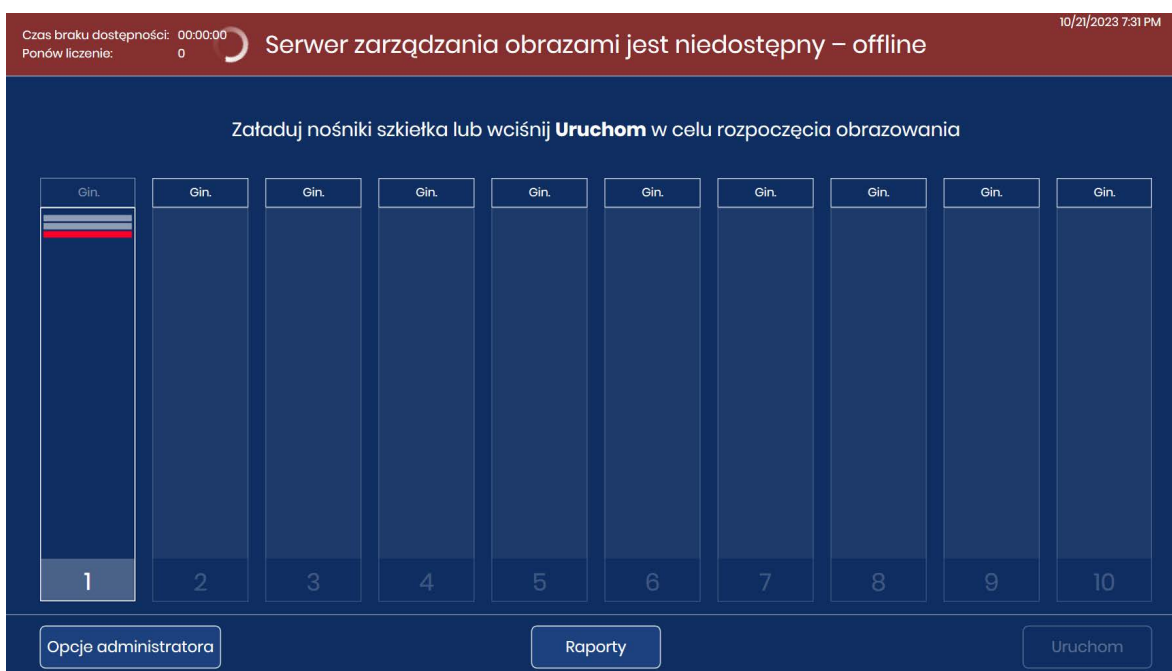 Czas braku dostępności: 00:00:00
Ponów liczenie: 0
Serwer zarządzania obrazami jest niedostępny – offline
10/21/2023 7:31 PM
Załaduj nośniki szkiełka lub wciśnij Uruchom w celu rozpoczęcia obrazowania
Gin. Gin. Gin. Gin. Gin. Gin. Gin. Gin. Gin. Gin.
1 2 3 4 5 6 7 8 9 10
Opcje administratora Raporty Uruchom